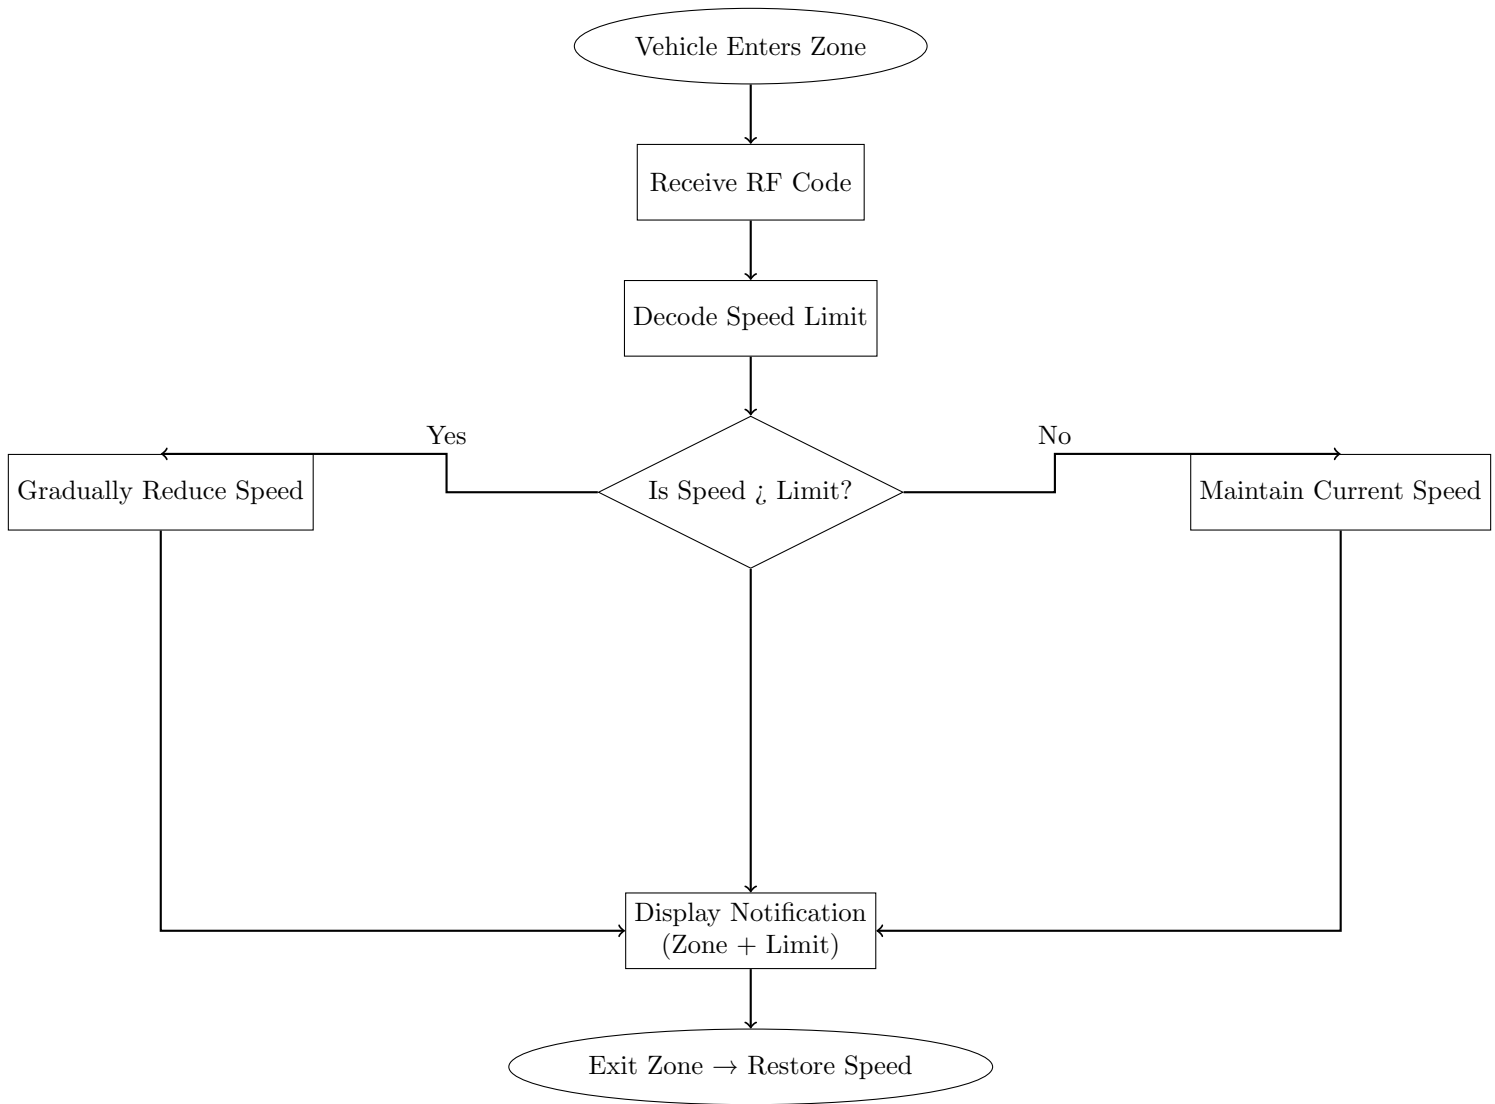 Vehicle Enters Zone
Receive RF Code
Decode Speed Limit
Yes
No
Gradually Reduce Speed
Is Speed ¿ Limit?
Maintain Current Speed
Display Notification
(Zone + Limit)
Exit Zone → Restore Speed